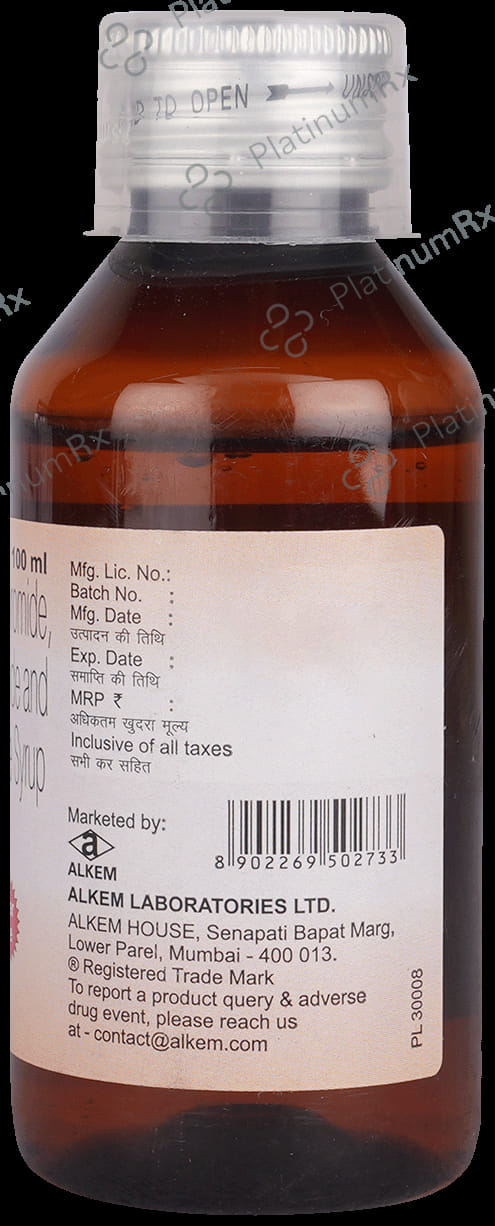 TO OPEN
PlatinumRx
PlatinumRx
PlatinumRx
PlatinumRx
100 ml
and
Syrup
Mfg. Lic. No.:
Batch No. :
Mfg. Date :
उत्पादन की तिथि
Exp. Date :
समाप्ति की तिथि
MRP ₹ :
अधिकतम खुदरा मूल्य
Inclusive of all taxes
सभी कर सहित
Marketed by:
a
ALKEM
8 902269 502733
ALKEM LABORATORIES LTD.
ALKEM HOUSE, Senapati Bapat Marg,
Lower Parel, Mumbai - 400 013.
® Registered Trade Mark
To report a product query & adverse
drug event, please reach us
at - contact@alkem.com
PL 30008